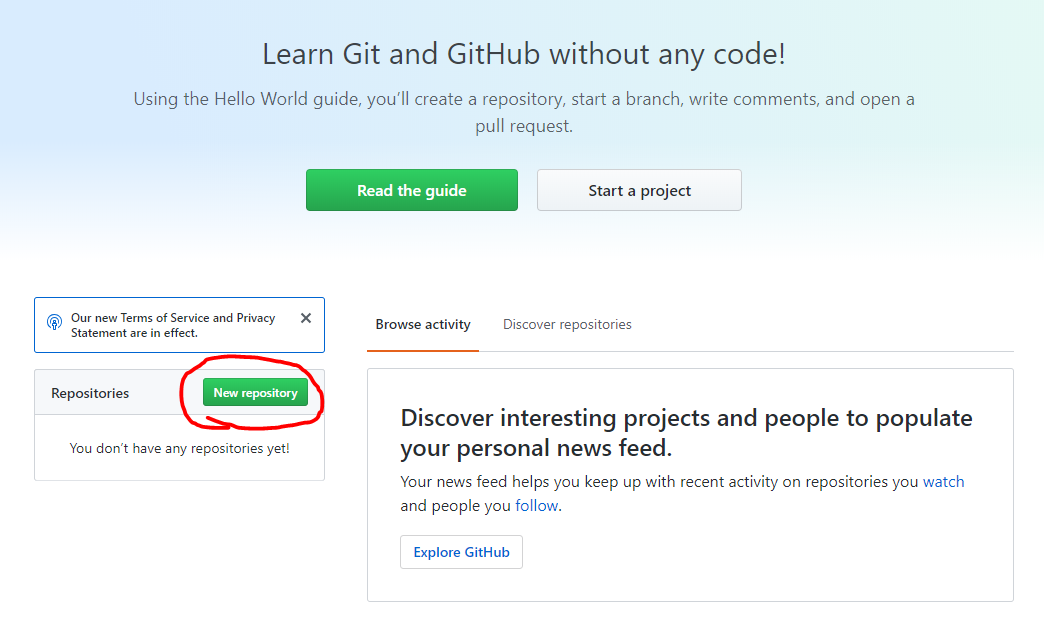 Learn Git and GitHub without any code!
Using the Hello World guide, you’ll create a repository, start a branch, write comments, and open a
pull request.
Read the guide
Start a project
Our new Terms of Service and Privacy
Statement are in effect.
Repositories
New repository
You don’t have any repositories yet!
Browse activity
Discover repositories
Discover interesting projects and people to populate
your personal news feed.
Your news feed helps you keep up with recent activity on repositories you watch
and people you follow.
Explore GitHub